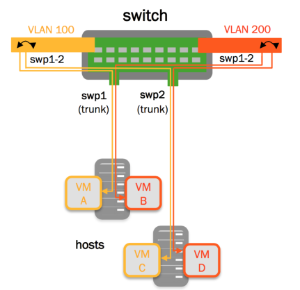 switch
VLAN 100
VLAN 200
swp1-2
swp1-2
swp1
(trunk)
swp2
(trunk)
VM
A
VM
B
hosts
VM
C
VM
D